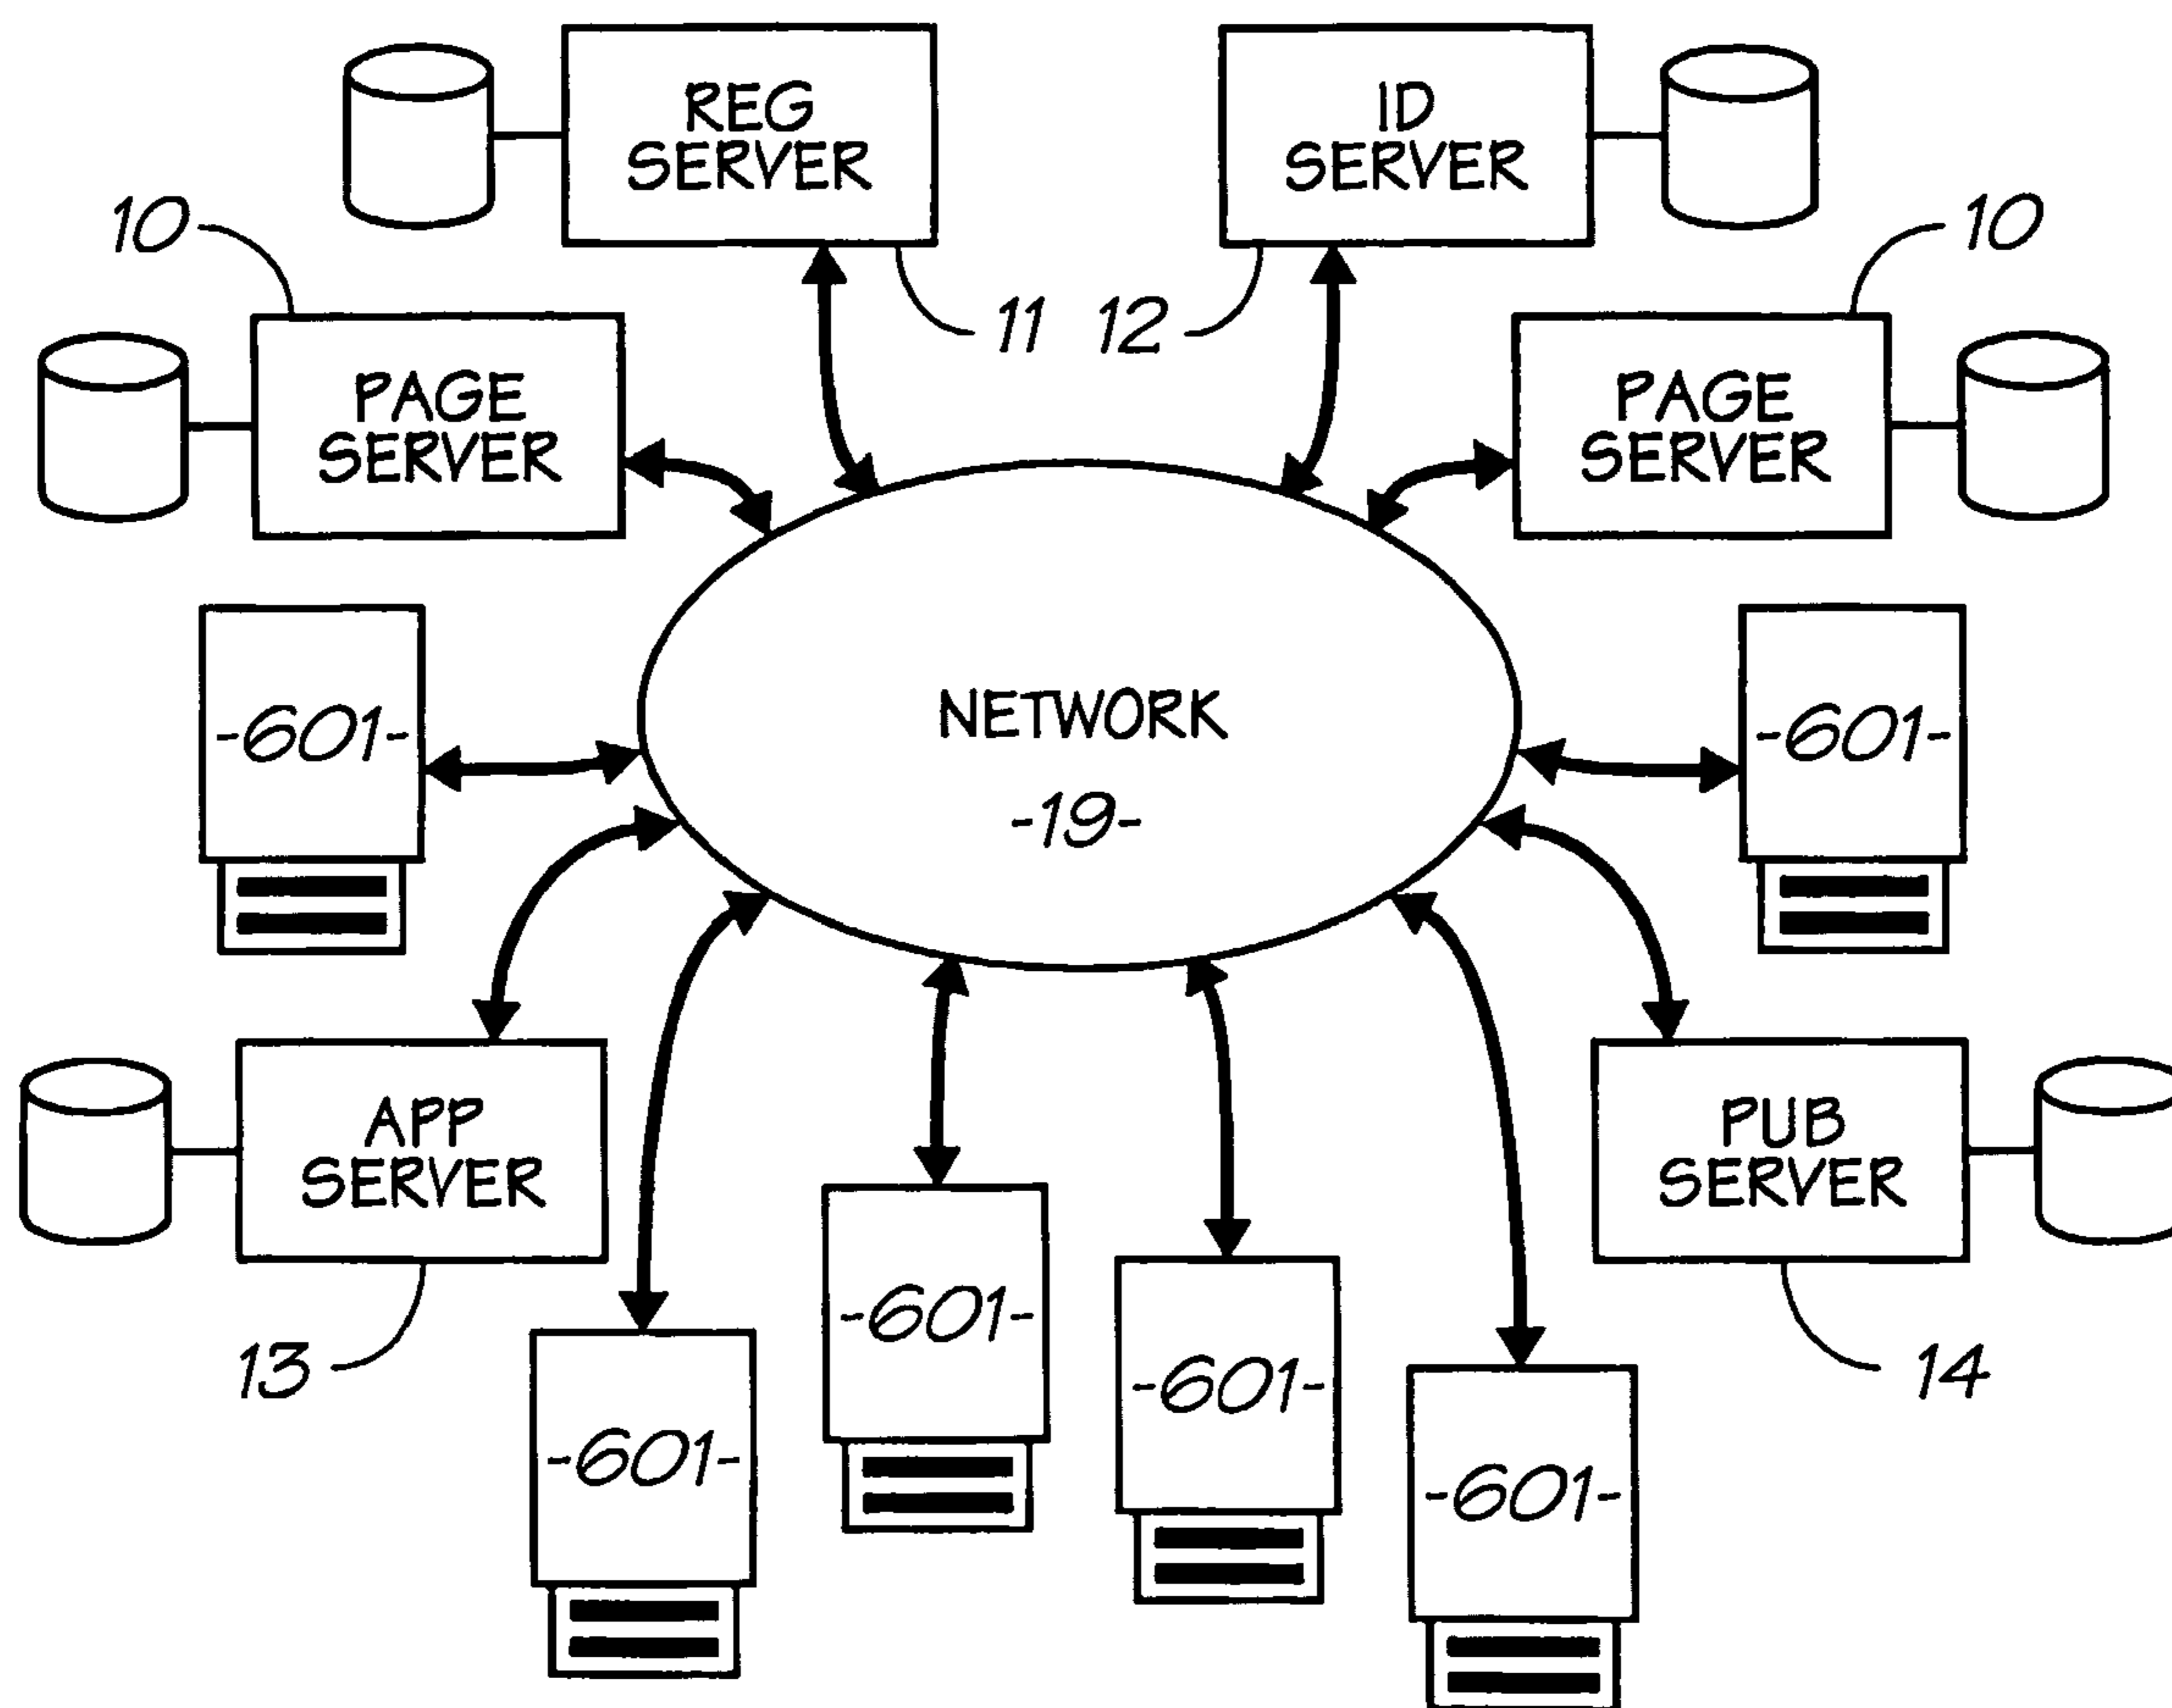 REG
SERVER
ID
SERVER
10
10
11
12
PAGE
SERVER
PAGE
SERVER
NETWORK
-19-
-601-
-601-
APP
SERVER
PUB
SERVER
13
14
-601-
-601-
-601-
-601-